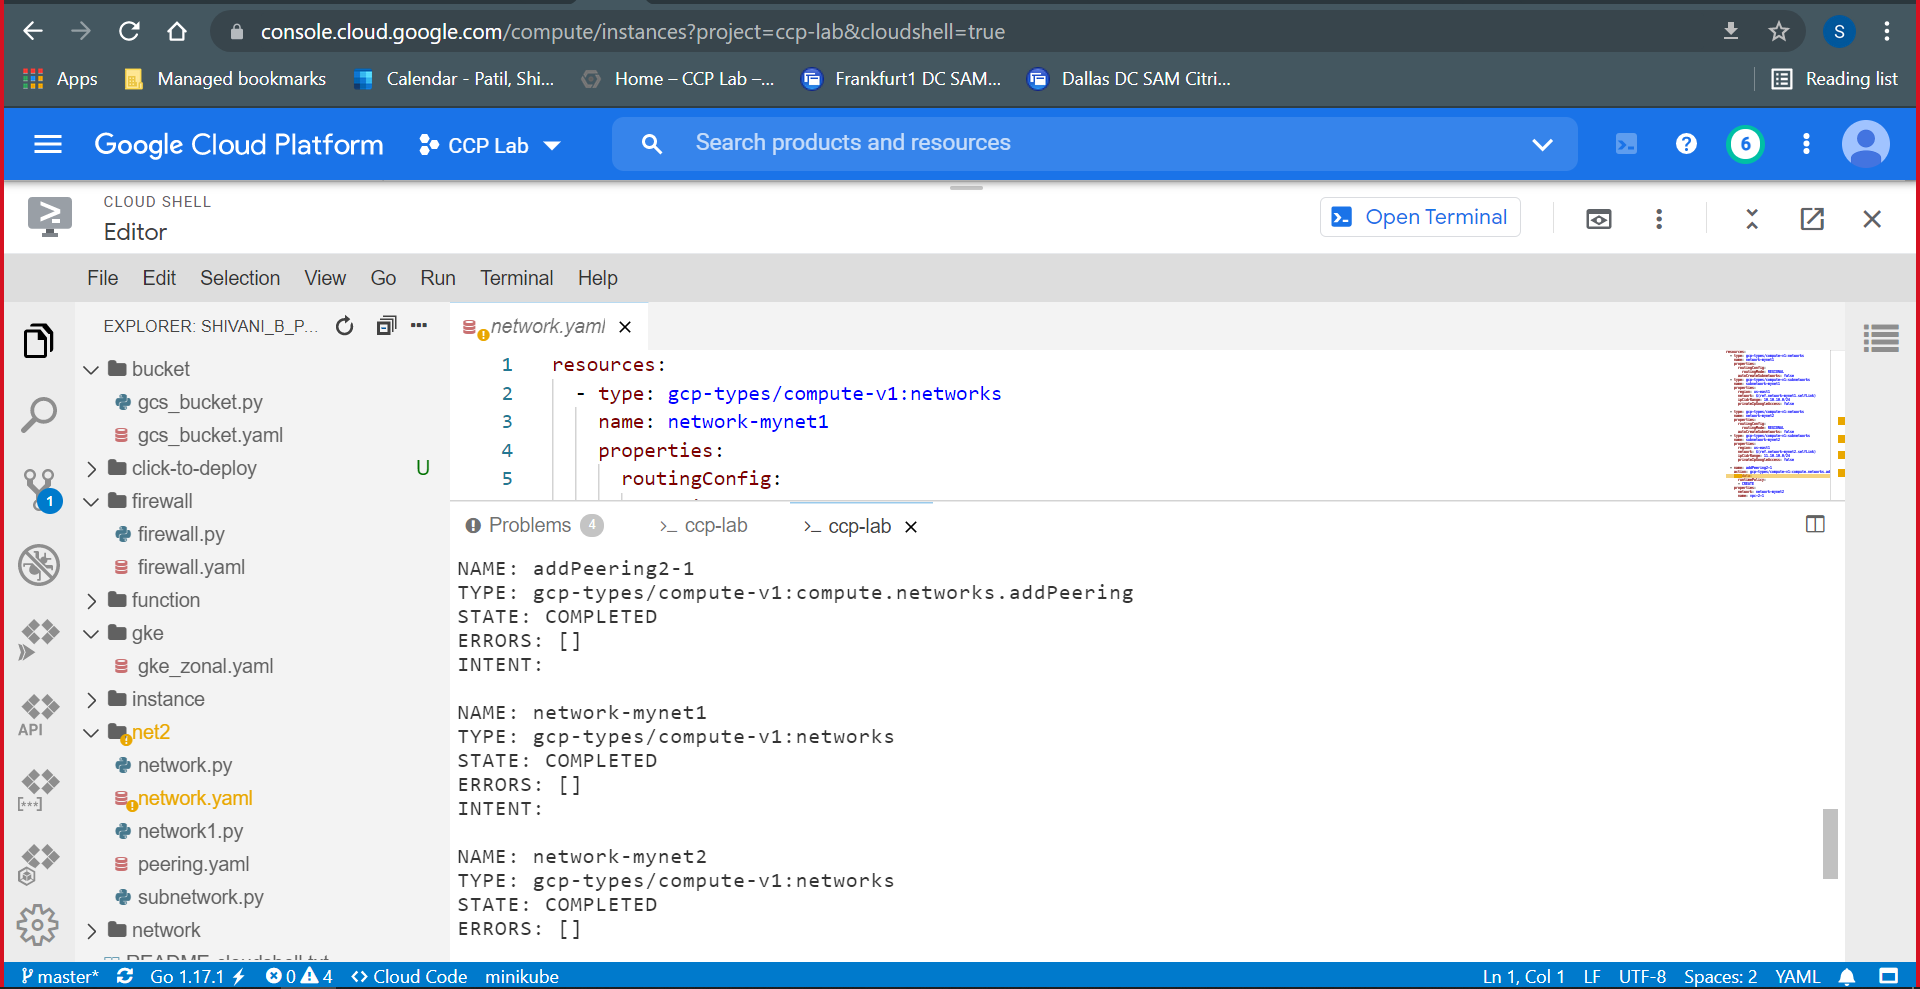 console.cloud.google.com/compute/instances?project=ccp-lab&cloudshell=true
S
Apps
Managed bookmarks
Calendar - Patil, Shi...
Home – CCP Lab –...
Frankfurt1 DC SAM...
Dallas DC SAM Citri...
Reading list
Google Cloud Platform
CCP Lab
Search products and resources
6
CLOUD SHELL
Editor
Open Terminal
File Edit Selection View Go Run Terminal Help
EXPLORER: SHIVANI_B_P...
bucket
gcs_bucket.py
gcs_bucket.yaml
click-to-deploy U
firewall
firewall.py
firewall.yaml
function
gke
gke_zonal.yaml
instance
net2
network.py
network.yaml
network1.py
peering.yaml
subnetwork.py
network
1
API
[***]
network.yaml
1 resources:
2 - type: gcp-types/compute-v1:networks
3 name: network-mynet1
4 properties:
5 routingConfig:
Problems 4
>_ ccp-lab
>_ ccp-lab
NAME: addPeering2-1
TYPE: gcp-types/compute-v1:compute.networks.addPeering
STATE: COMPLETED
ERRORS: []
INTENT:
NAME: network-mynet1
TYPE: gcp-types/compute-v1:networks
STATE: COMPLETED
ERRORS: []
INTENT:
NAME: network-mynet2
TYPE: gcp-types/compute-v1:networks
STATE: COMPLETED
ERRORS: []
master* Go 1.17.1 0 4 <> Cloud Code minikube
Ln 1, Col 1 LF UTF-8 Spaces: 2 YAML